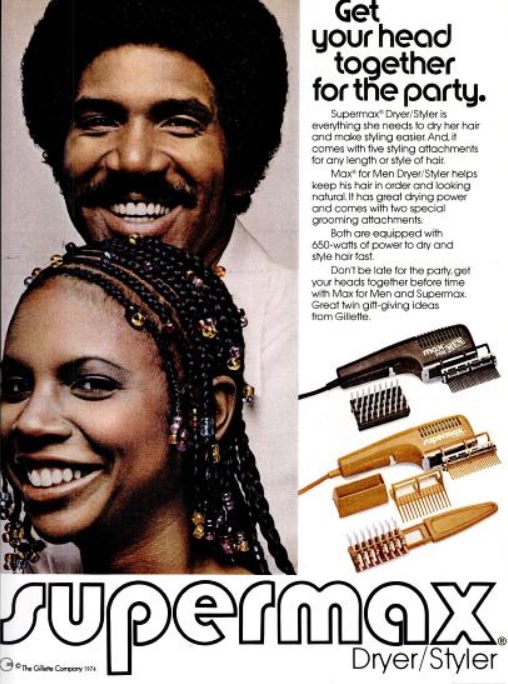 Get
your head
together
for the party.
Supermax® Dryer/Styler is
everything she needs to dry her hair
and make styling easier. And, it
comes with five styling attachments
for any length or style of hair.
Max® for Men Dryer/Styler helps
keep his hair in order and looking
natural. It has great drying power
and comes with two special
grooming attachments.
Both are equipped with
650-watts of power to dry and
style hair fast.
Don't be late for the party, get
your heads together before time
with Max for Men and Supermax.
Great twin gift-giving ideas
from Gillette.
max
supermax
supermax®
Dryer/Styler
© The Gillette Company 1974